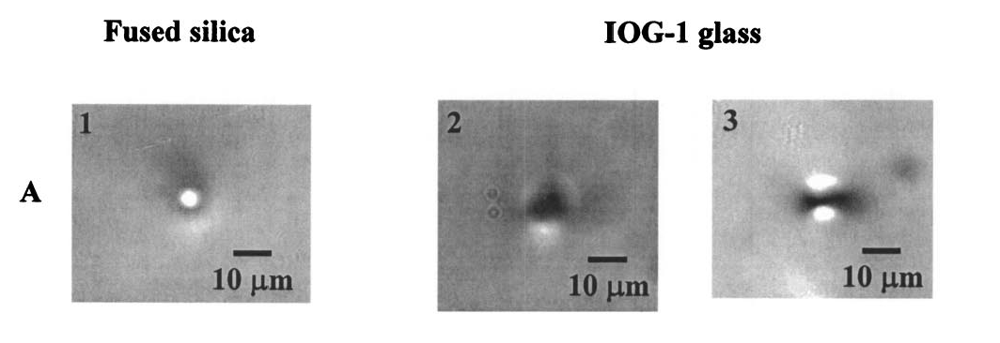 Fused silica
IOG-1 glass
A
1
10 μm
2
10 μm
3
10 μm